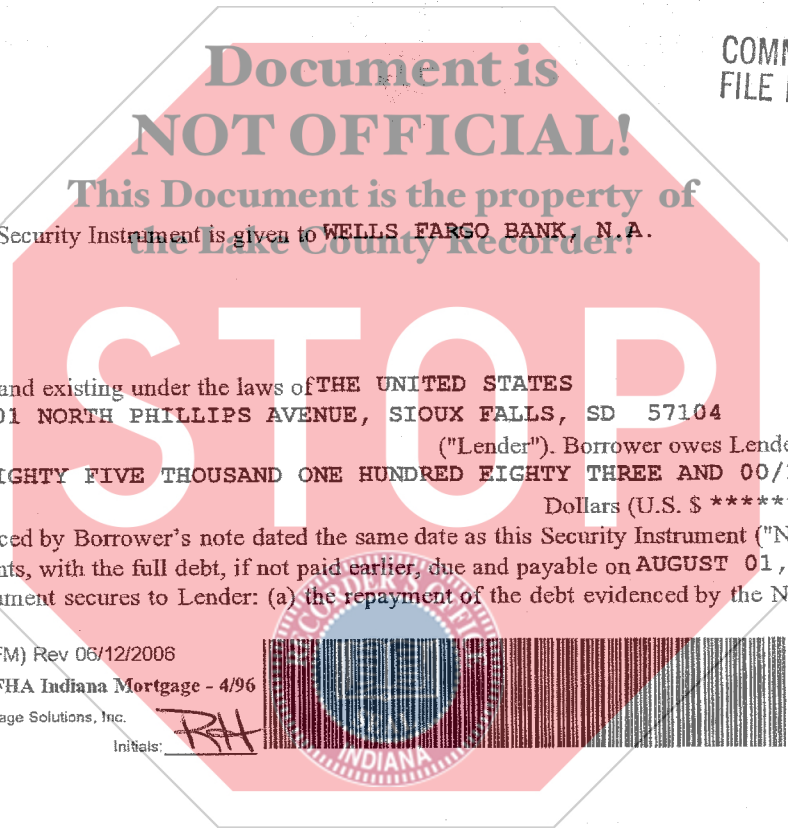 COMM
FILE
Document is
NOT OFFICIAL!
This Document is the property of
the Lake County Recorder!
Security Instrument is given to WELLS FARGO BANK, N.A.
STOP
and existing under the laws of THE UNITED STATES
01 NORTH PHILLIPS AVENUE, SIOUX FALLS, SD 57104
("Lender"). Borrower owes Lende
IGHTY FIVE THOUSAND ONE HUNDRED EIGHTY THREE AND 00/1
Dollars (U.S. $ ******
ced by Borrower's note dated the same date as this Security Instrument ("N
nts, with the full debt, if not paid earlier, due and payable on AUGUST 01,
ument secures to Lender: (a) the repayment of the debt evidenced by the N
FM) Rev 06/12/2006
FHA Indiana Mortgage - 4/96
age Solutions, Inc.
Initials: RH
RECORDER'S OFFICE
SEAL
INDIANA